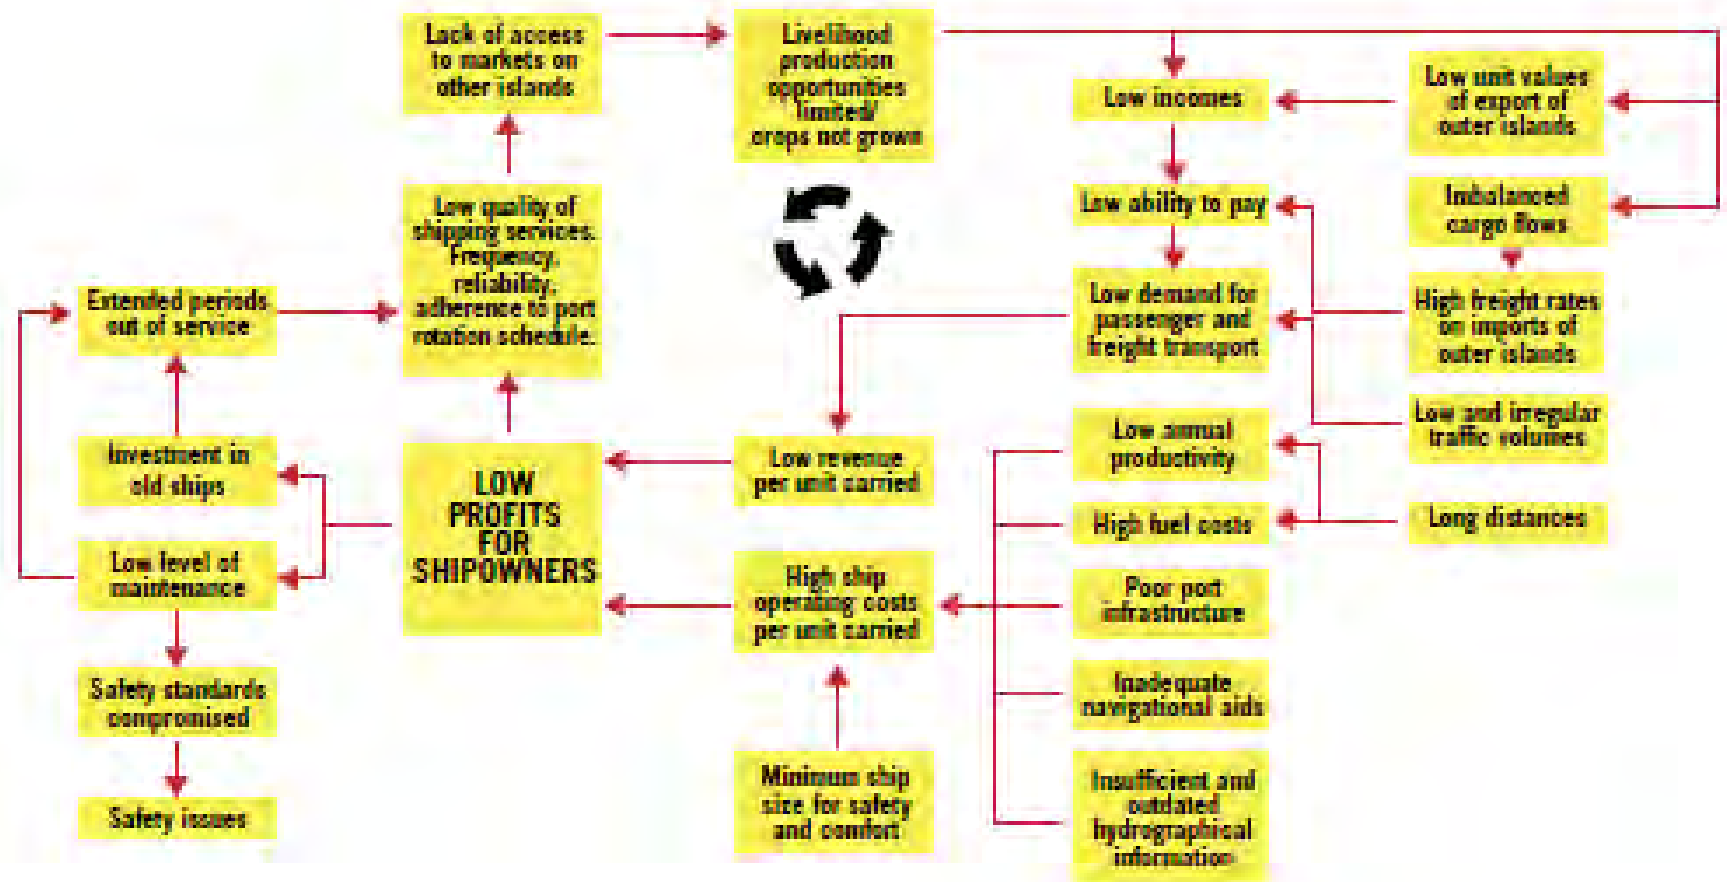 Lack of access
to markets on
other islands
Livelihood
production
opportunities
limited/
crops not grown
Low incomes
Low unit values
of export of
outer islands
Low ability to pay
Imbalanced
cargo flows
Low quality of
shipping services.
Frequency,
reliability,
adherence to port
rotation schedule.
Extended periods
out of service
Low demand for
passenger and
freight transport
High freight rates
on imports of
outer islands
Investment in
old ships
LOW
PROFITS
FOR
SHIPOWNERS
Low revenue
per unit carried
Low annual
productivity
Low and irregular
traffic volumes
High fuel costs
Long distances
Low level of
maintenance
High ship
operating costs
per unit carried
Poor port
infrastructure
Safety standards
compromised
Inadequate
navigational aids
Safety issues
Minimum ship
size for safety
and comfort
Insufficient and
outdated
hydrographical
information